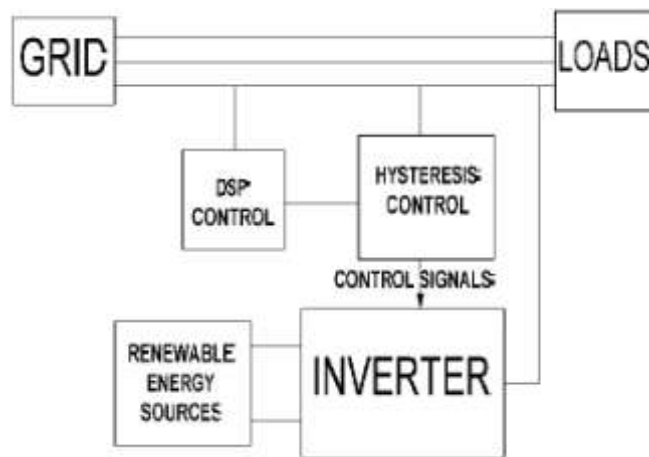 GRID
LOADS
DSP
CONTROL
HYSTERESIS
CONTROL
CONTROL SIGNALS
RENEWABLE
ENERGY
SOURCES
INVERTER